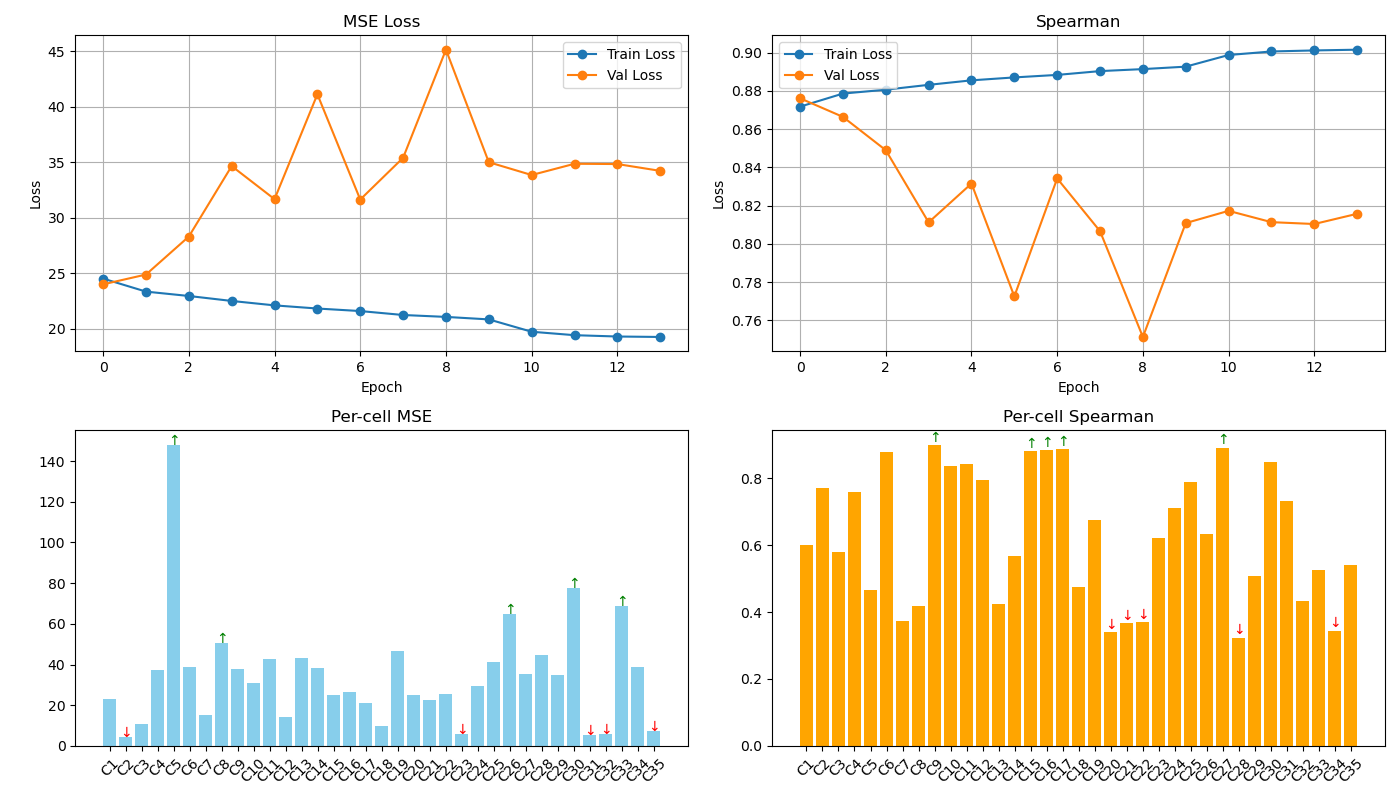 MSE Loss
45
40
35
30
25
20
Loss
Train Loss
Val Loss
0 2 4 6 8 10 12
Epoch
Spearman
0.90
0.88
0.86
0.84
0.82
0.80
0.78
0.76
Loss
Train Loss
Val Loss
0 2 4 6 8 10 12
Epoch
Per-cell MSE
140
120
100
80
60
40
20
0
↑ ↓ ↑ ↓ ↑ ↑ ↓ ↓ ↑ ↓
C1 C2 C3 C4 C5 C6 C7 C8 C9 C10 C11 C12 C13 C14 C15 C16 C17 C18 C19 C20 C21 C22 C23 C24 C25 C26 C27 C28 C29 C30 C31 C32 C33 C34 C35
Per-cell Spearman
0.8
0.6
0.4
0.2
0.0
↑ ↑ ↑ ↑ ↓ ↓ ↓ ↑ ↓ ↓
C1 C2 C3 C4 C5 C6 C7 C8 C9 C10 C11 C12 C13 C14 C15 C16 C17 C18 C19 C20 C21 C22 C23 C24 C25 C26 C27 C28 C29 C30 C31 C32 C33 C34 C35